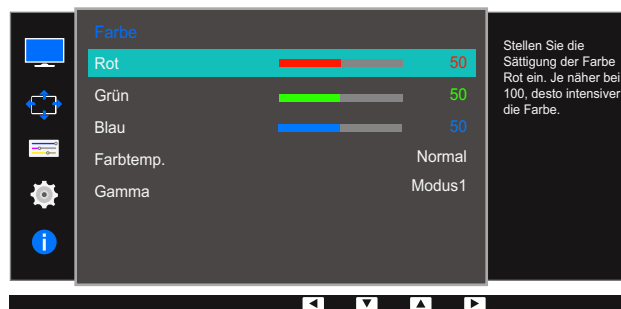 Farbe
Rot 50
Grün 50
Blau 50
Farbtemp. Normal
Gamma Modus1
Stellen Sie die
Sättigung der Farbe
Rot ein. Je näher bei
100, desto intensiver
die Farbe.